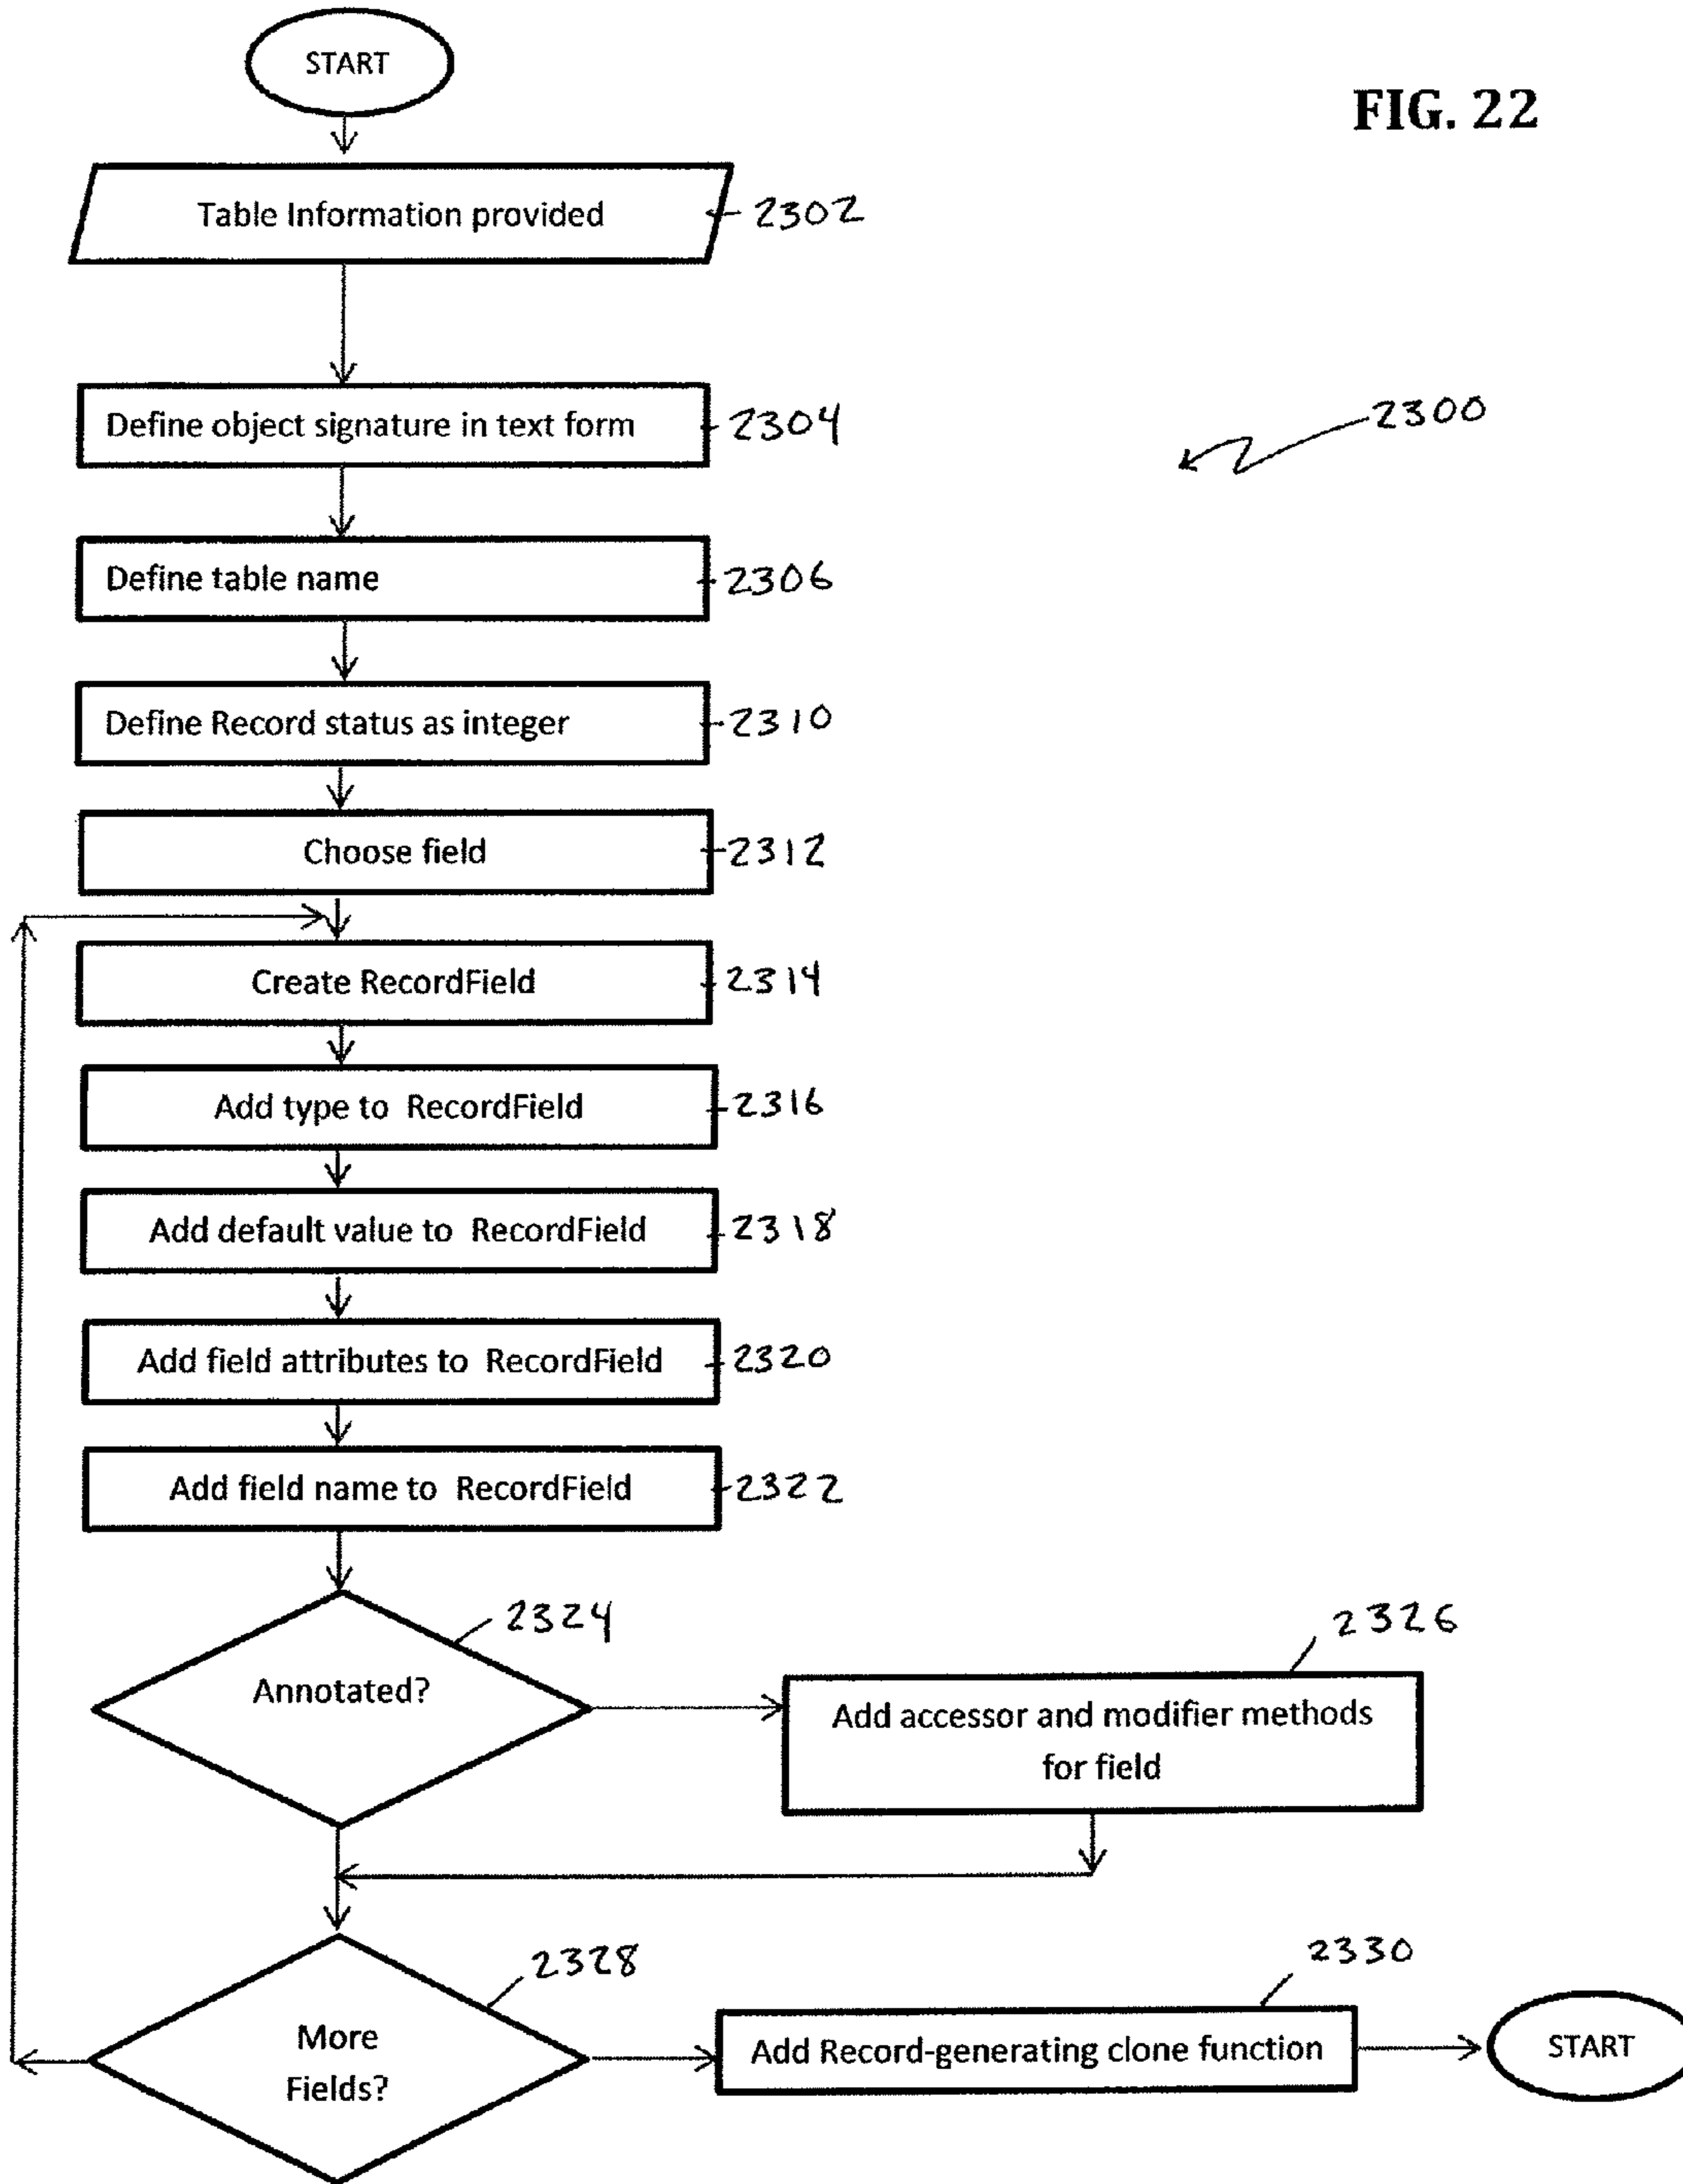 START
FIG. 22
Table Information provided
2302
Define object signature in text form
2304
2300
Define table name
2306
Define Record status as integer
2310
Choose field
2312
Create RecordField
2314
Add type to RecordField
2316
Add default value to RecordField
2318
Add field attributes to RecordField
2320
Add field name to RecordField
2322
2324
Annotated?
2326
Add accessor and modifier methods
for field
2328
More
Fields?
2330
Add Record-generating clone function
START